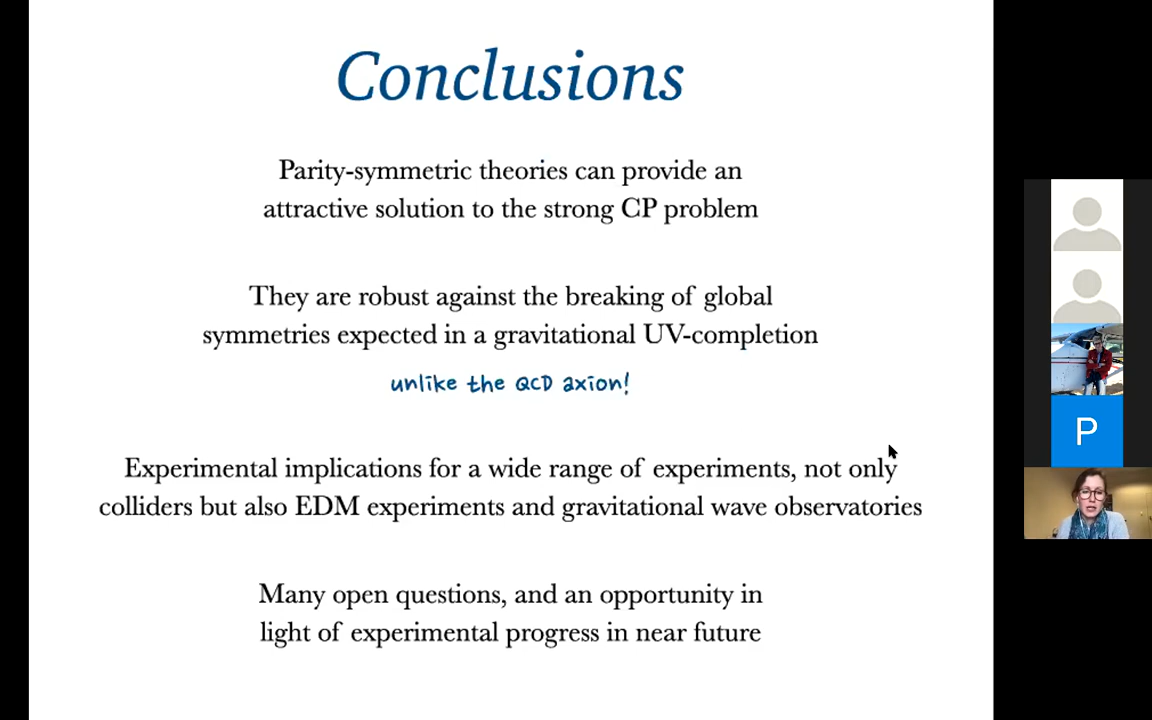 Conclusions
Parity-symmetric theories can provide an
attractive solution to the strong CP problem
They are robust against the breaking of global
symmetries expected in a gravitational UV-completion
unlike the QCD axion!
Experimental implications for a wide range of experiments, not only
colliders but also EDM experiments and gravitational wave observatories
Many open questions, and an opportunity in
light of experimental progress in near future
P